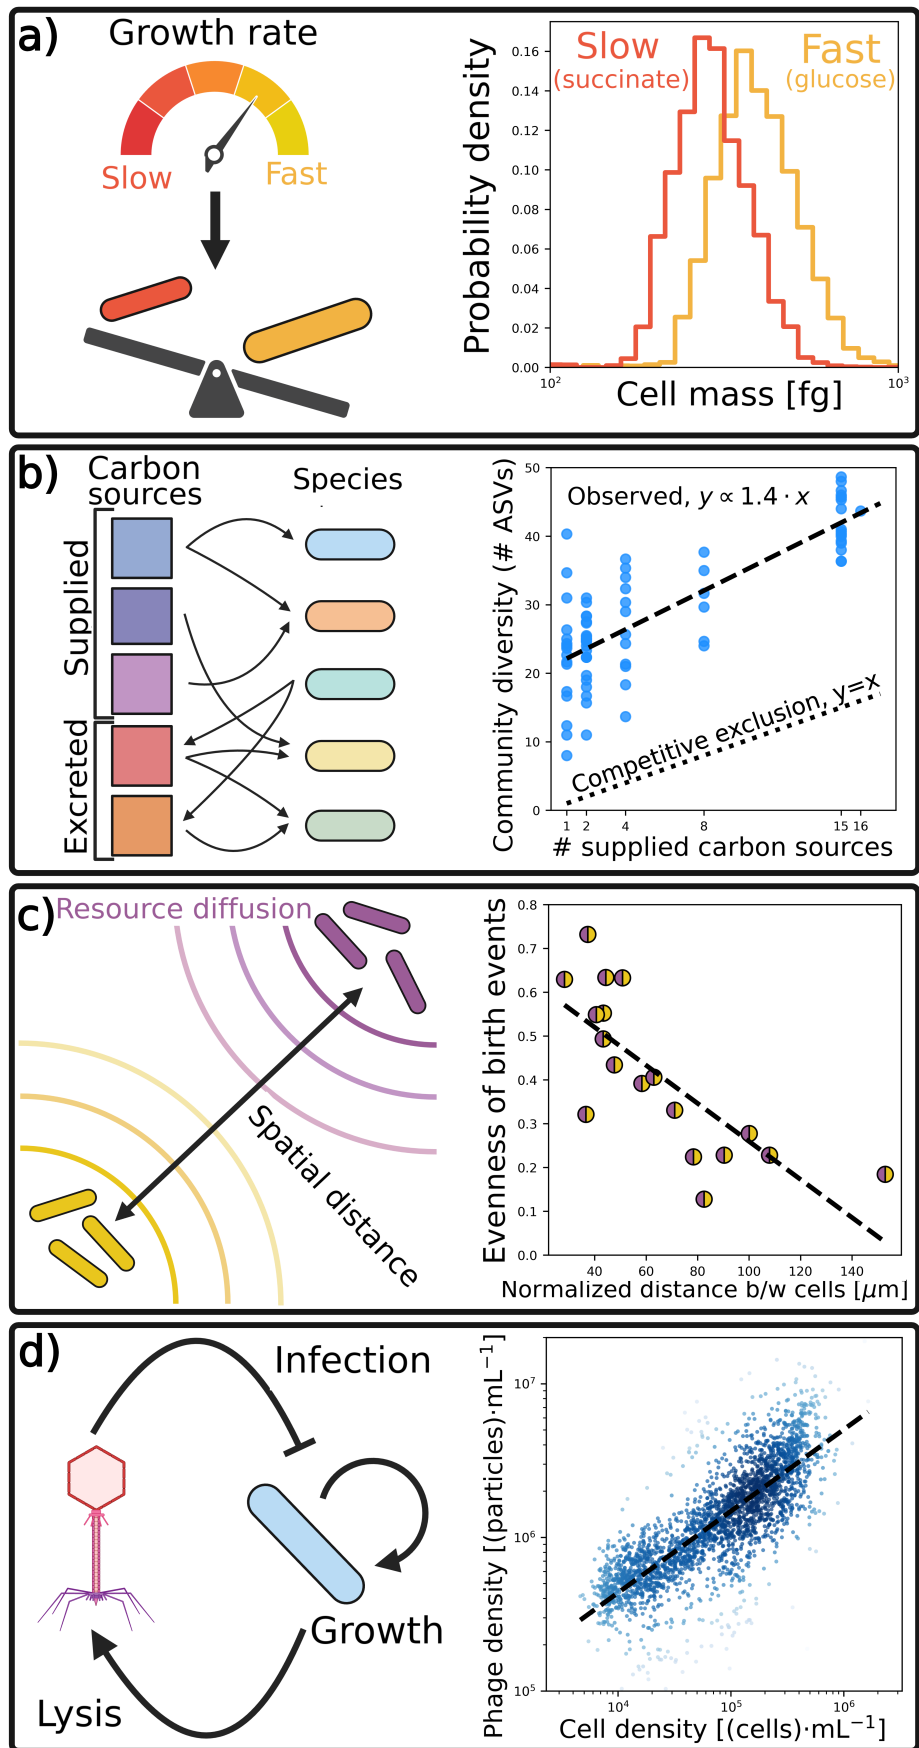 a)
Growth rate
Slow
Fast
Probability density
0.16
0.14
0.12
0.10
0.08
0.06
0.04
0.02
0.00
Slow
(succinate)
Fast
(glucose)
10²
10³
Cell mass [fg]
b)
Carbon
sources
Species
Supplied
Excreted
Community diversity (# ASVs)
50
40
30
20
10
0
Observed, y ∝ 1.4 · x
Competitive exclusion, y=x
1
2
4
8
15
16
# supplied carbon sources
c)
Resource diffusion
Spatial distance
Evenness of birth events
0.8
0.7
0.6
0.5
0.4
0.3
0.2
0.1
0.0
40
60
80
100
120
140
Normalized distance b/w cells [μm]
d)
Infection
Growth
Lysis
Phage density [(particles)·mL⁻¹]
10⁷
10⁶
10⁵
10⁴
10⁵
10⁶
Cell density [(cells)·mL⁻¹]